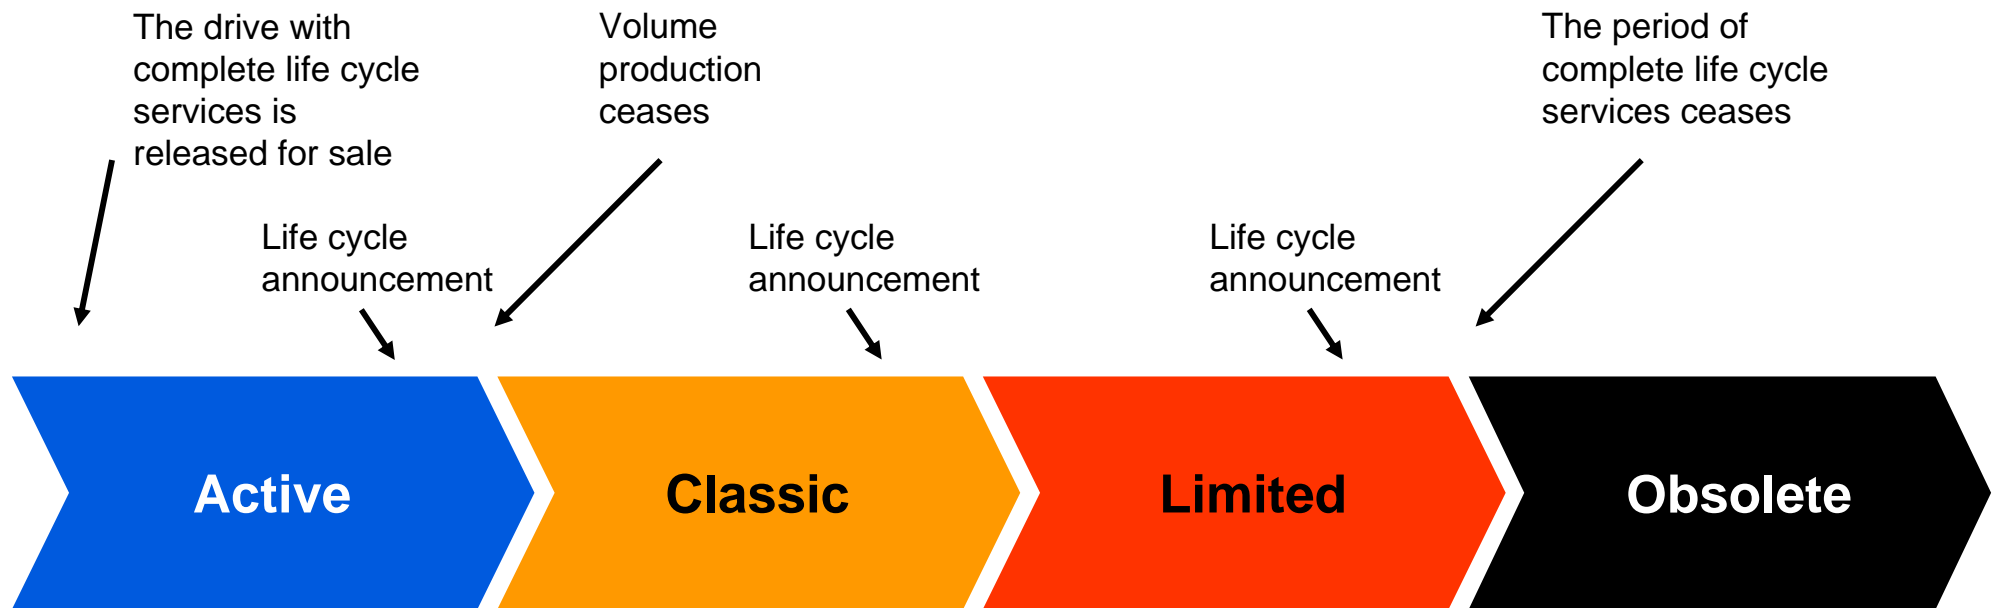 The drive with
complete life cycle
services is
released for sale
Volume
production
ceases
The period of
complete life cycle
services ceases
Life cycle
announcement
Life cycle
announcement
Life cycle
announcement
Active
Classic
Limited
Obsolete